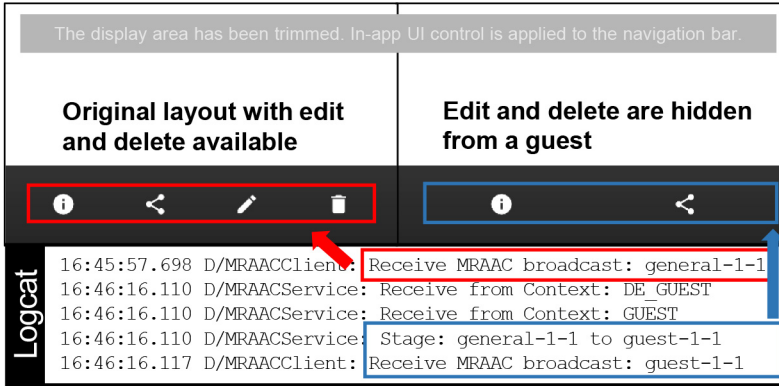 The display area has been trimmed. In-app UI control is applied to the navigation bar.
Original layout with edit
and delete available
Edit and delete are hidden
from a guest
Logcat
16:45:57.698 D/MRAACClient: Receive MRAAC broadcast: general-1-1
16:46:16.110 D/MRAACService: Receive from Context: DE_GUEST
16:46:16.110 D/MRAACService: Receive from Context: GUEST
16:46:16.110 D/MRAACService: Stage: general-1-1 to guest-1-1
16:46:16.117 D/MRAACClient: Receive MRAAC broadcast: guest-1-1